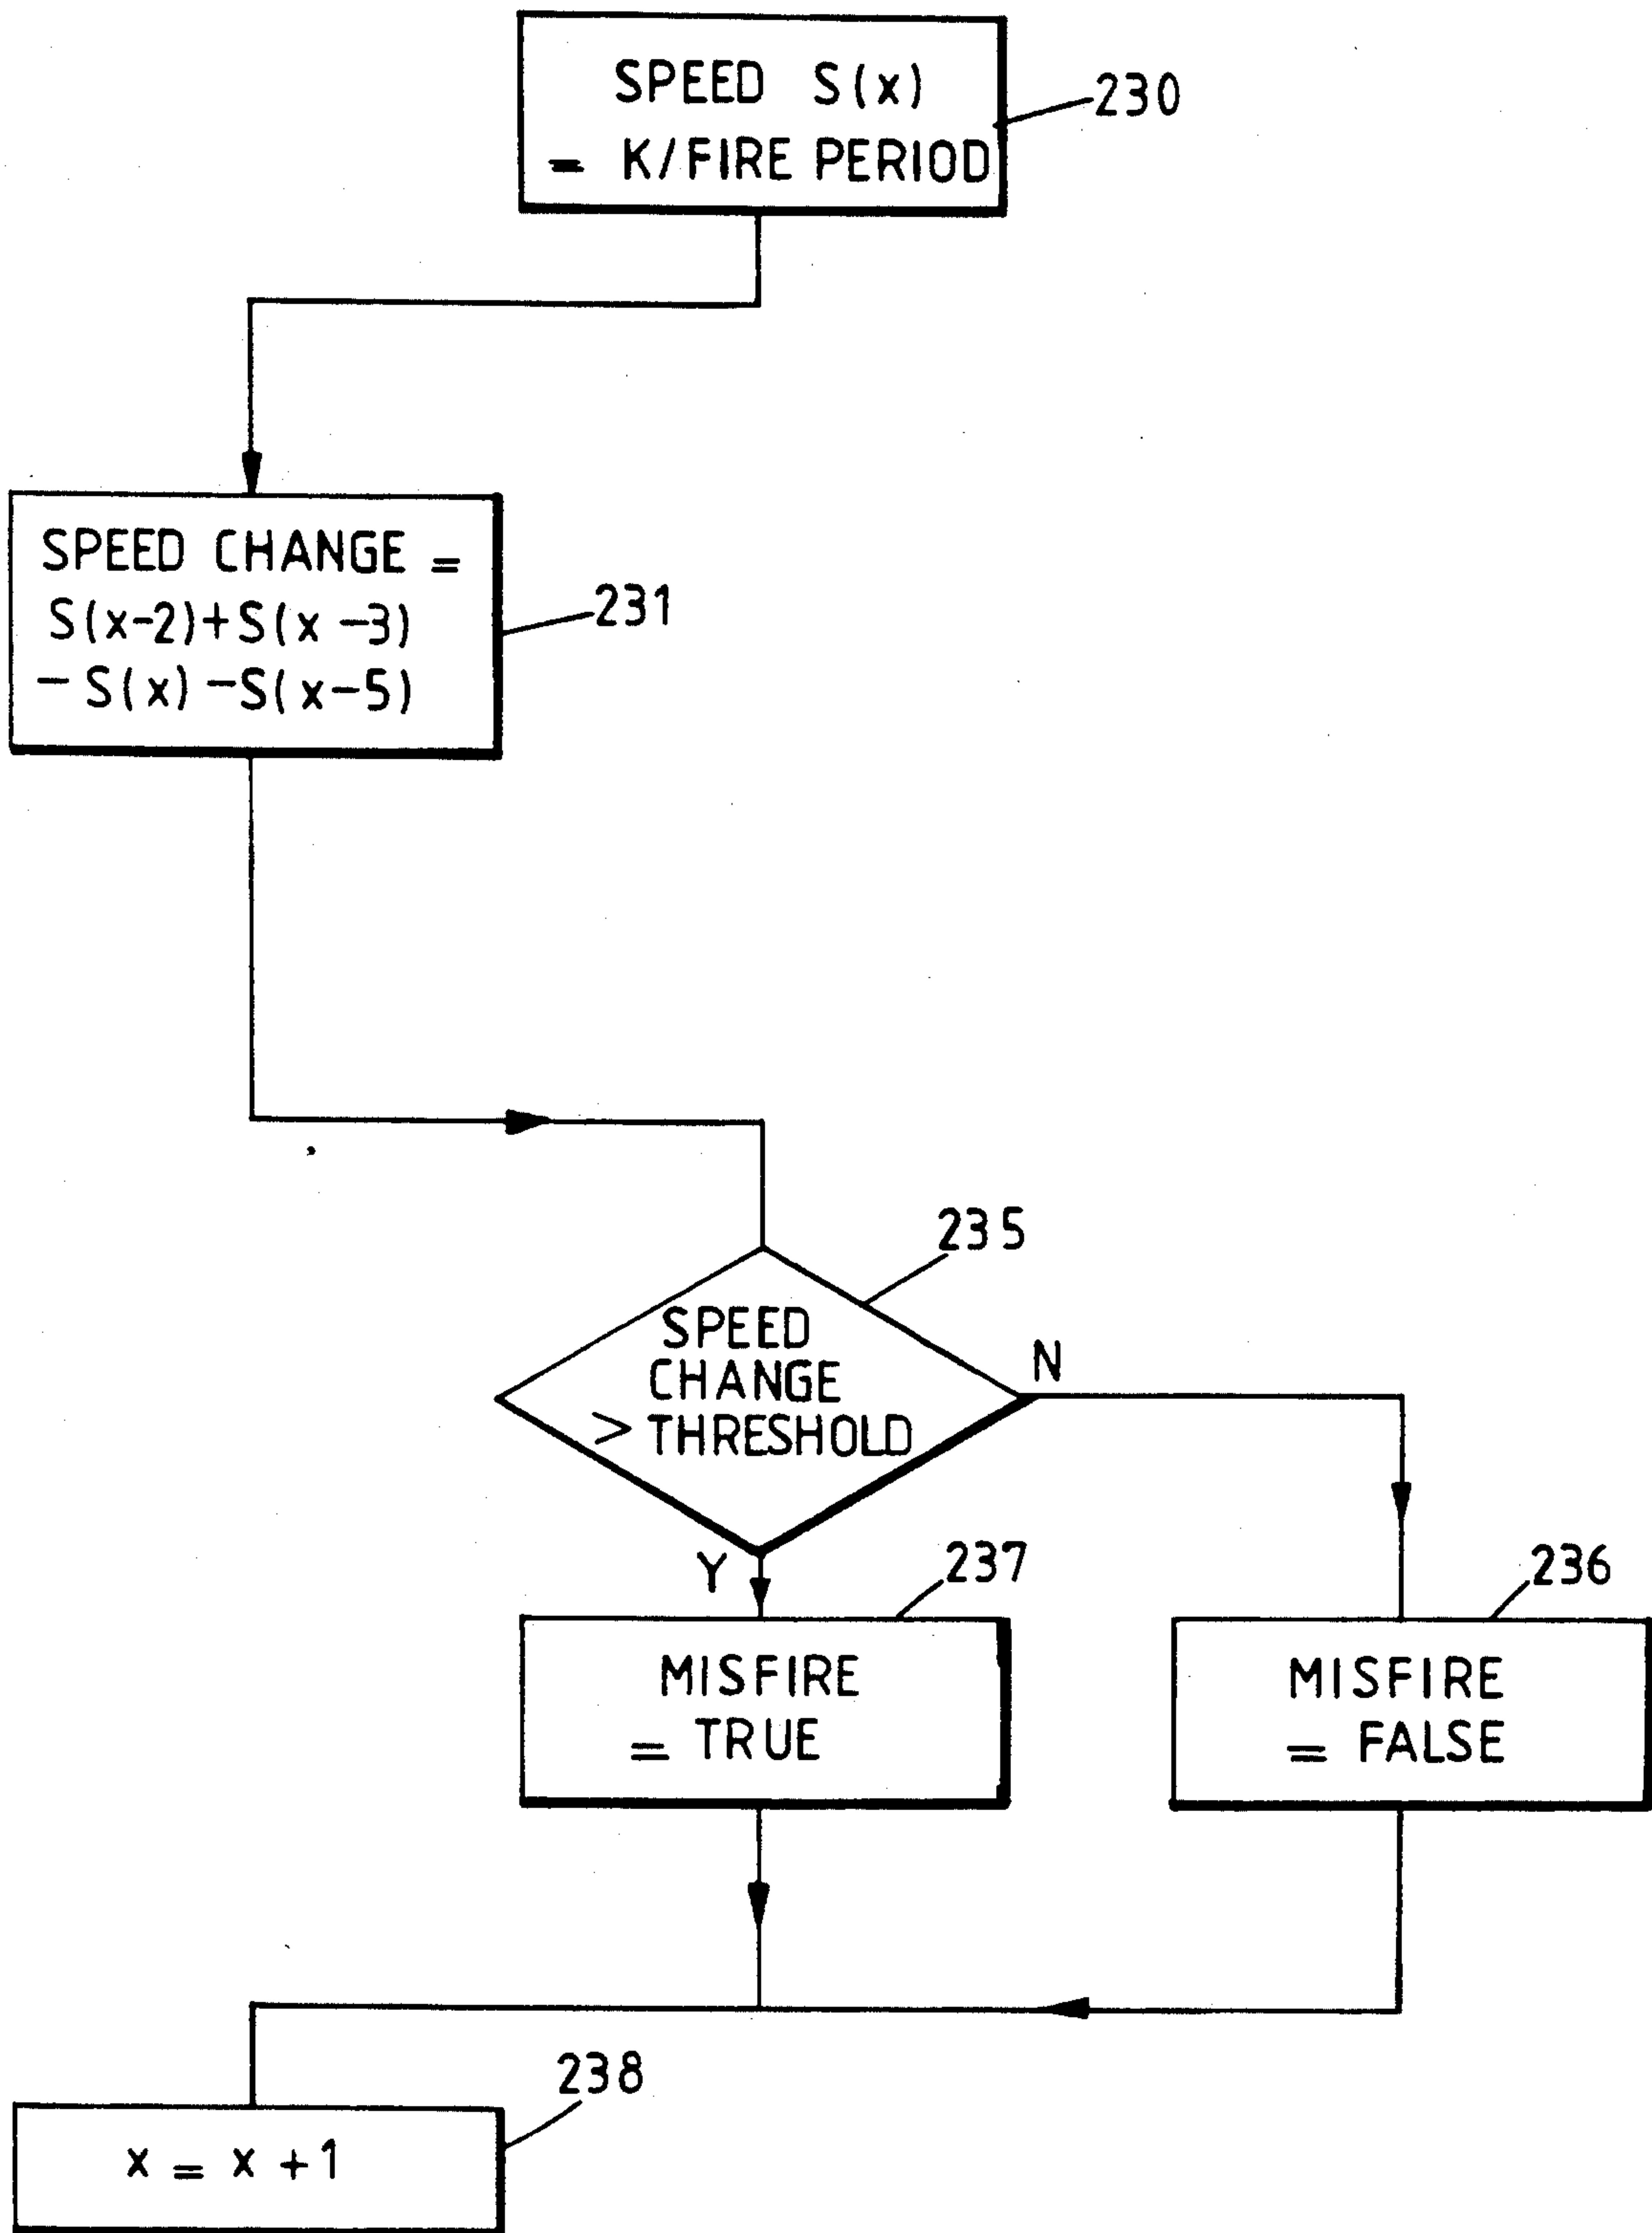 SPEED S(x)
= K/FIRE PERIOD
230
SPEED CHANGE =
S(x-2)+S(x-3)
-S(x)-S(x-5)
231
235
SPEED
CHANGE
> THRESHOLD
N
Y
237
236
MISFIRE
= TRUE
MISFIRE
= FALSE
238
x = x +1